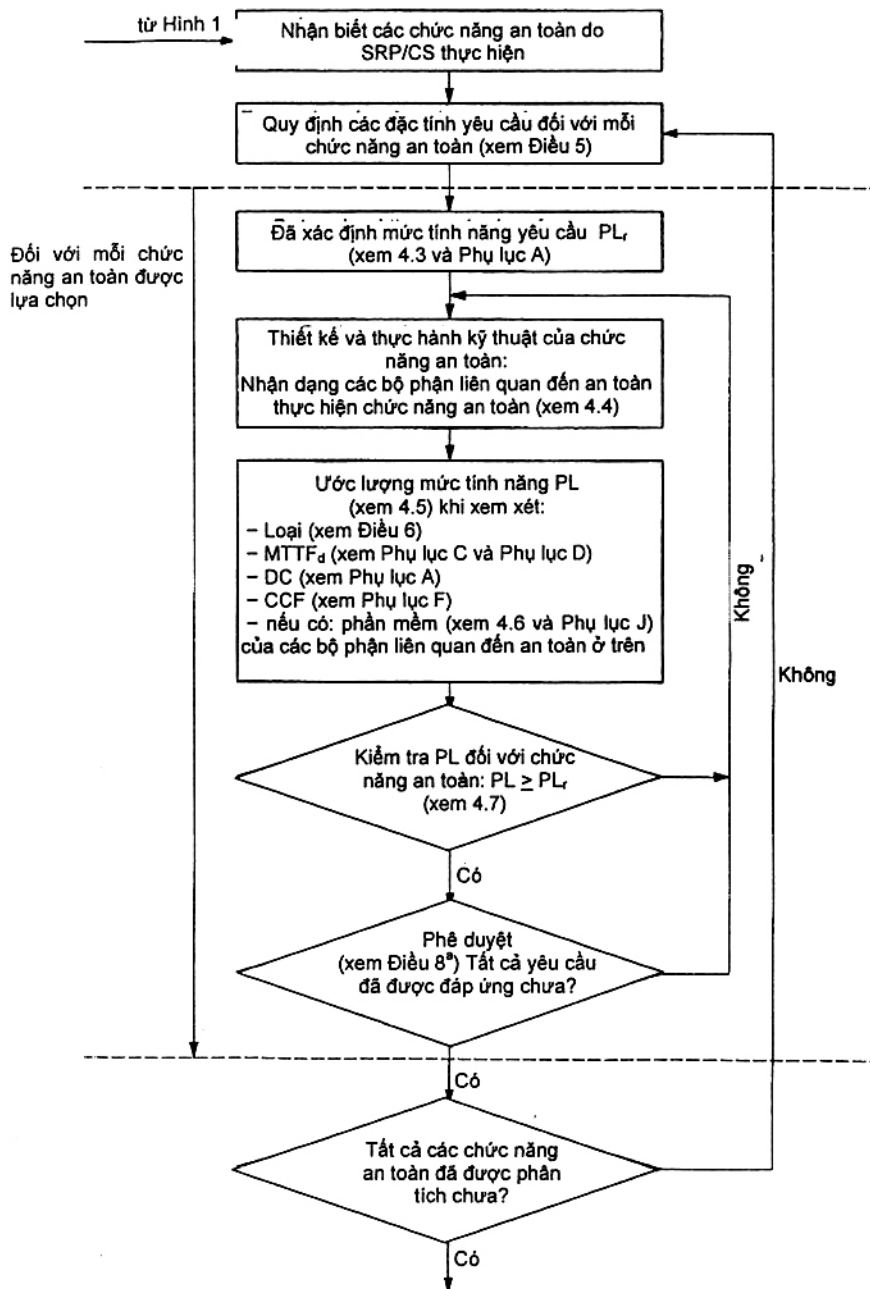 từ Hình 1
Nhận biết các chức năng an toàn do
SRP/CS thực hiện
Quy định các đặc tính yêu cầu đối với mỗi
chức năng an toàn (xem Điều 5)
Đối với mỗi chức
năng an toàn được
lựa chọn
Đã xác định mức tính năng yêu cầu PLr
(xem 4.3 và Phụ lục A)
Thiết kế và thực hành kỹ thuật của chức
năng an toàn:
Nhận dạng các bộ phận liên quan đến an toàn
thực hiện chức năng an toàn (xem 4.4)
Ước lượng mức tính năng PL
(xem 4.5) khi xem xét:
– Loại (xem Điều 6)
– MTTFd (xem Phụ lục C và Phụ lục D)
– DC (xem Phụ lục A)
– CCF (xem Phụ lục F)
– nếu có: phần mềm (xem 4.6 và Phụ lục J)
của các bộ phận liên quan đến an toàn ở trên
Không
Không
Kiểm tra PL đối với chức
năng an toàn: PL ≥ PLr
(xem 4.7)
Có
Phê duyệt
(xem Điều 8ª) Tất cả yêu cầu
đã được đáp ứng chưa?
Có
Tất cả các chức năng
an toàn đã được phân
tích chưa?
Có